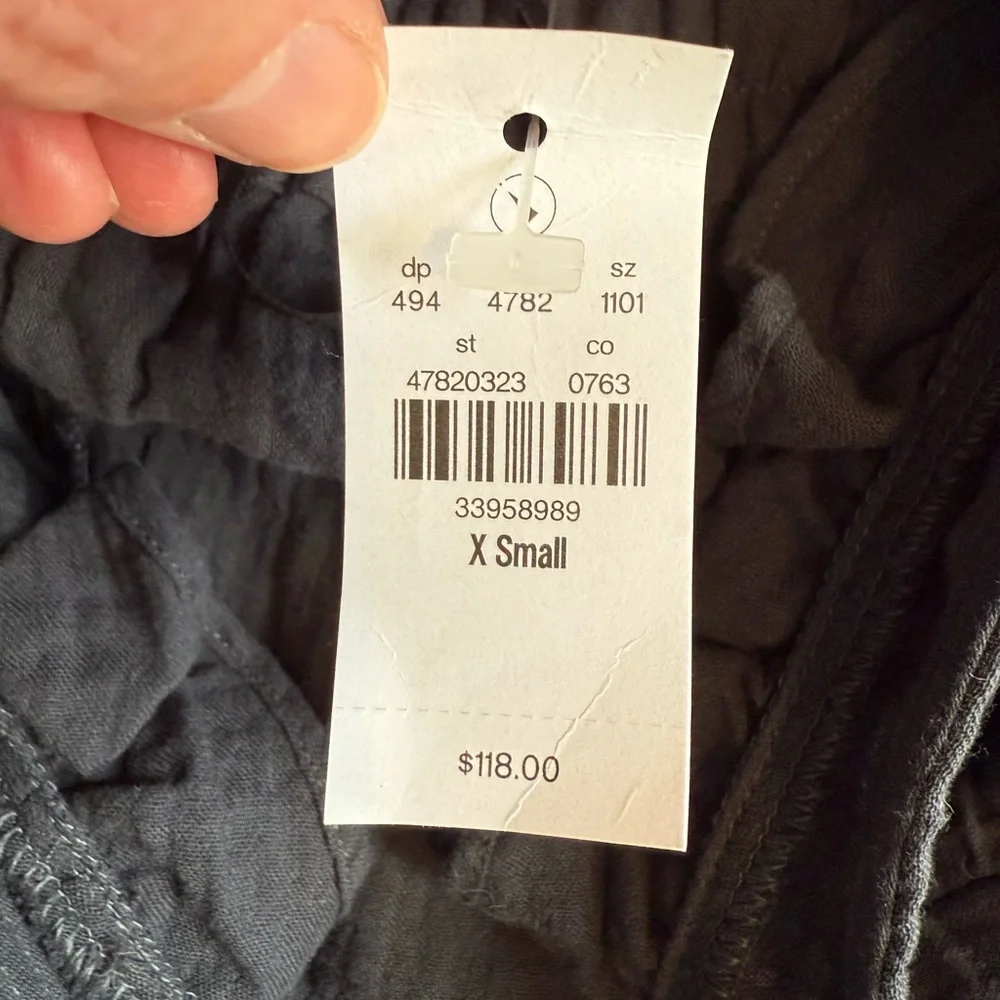 dp sz
494 4782 1101
st co
47820323 0763
33958989
X Small
$118.00